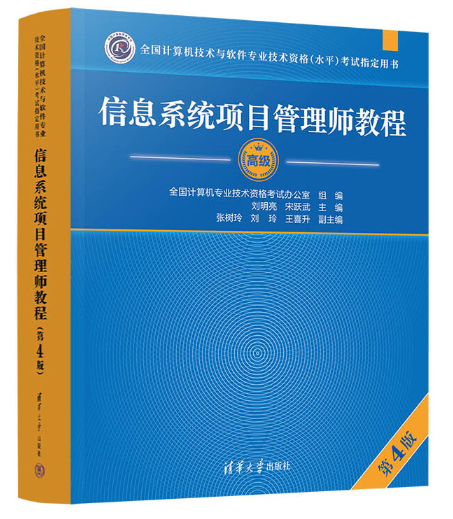 全国计算机技术与软件专业技术资格(水平)考试指定用书
信息系统项目管理师教程
高级
全国计算机专业技术资格考试办公室 组 编
刘明亮 宋跃武 主 编
张树玲 刘 玲 王喜升 副主编
第4版
清华大学出版社
全国计算机技术与软件专业
技术资格(水平)考试指定用书
信息系统项目管理师教程(第4版)
清华大学出版社